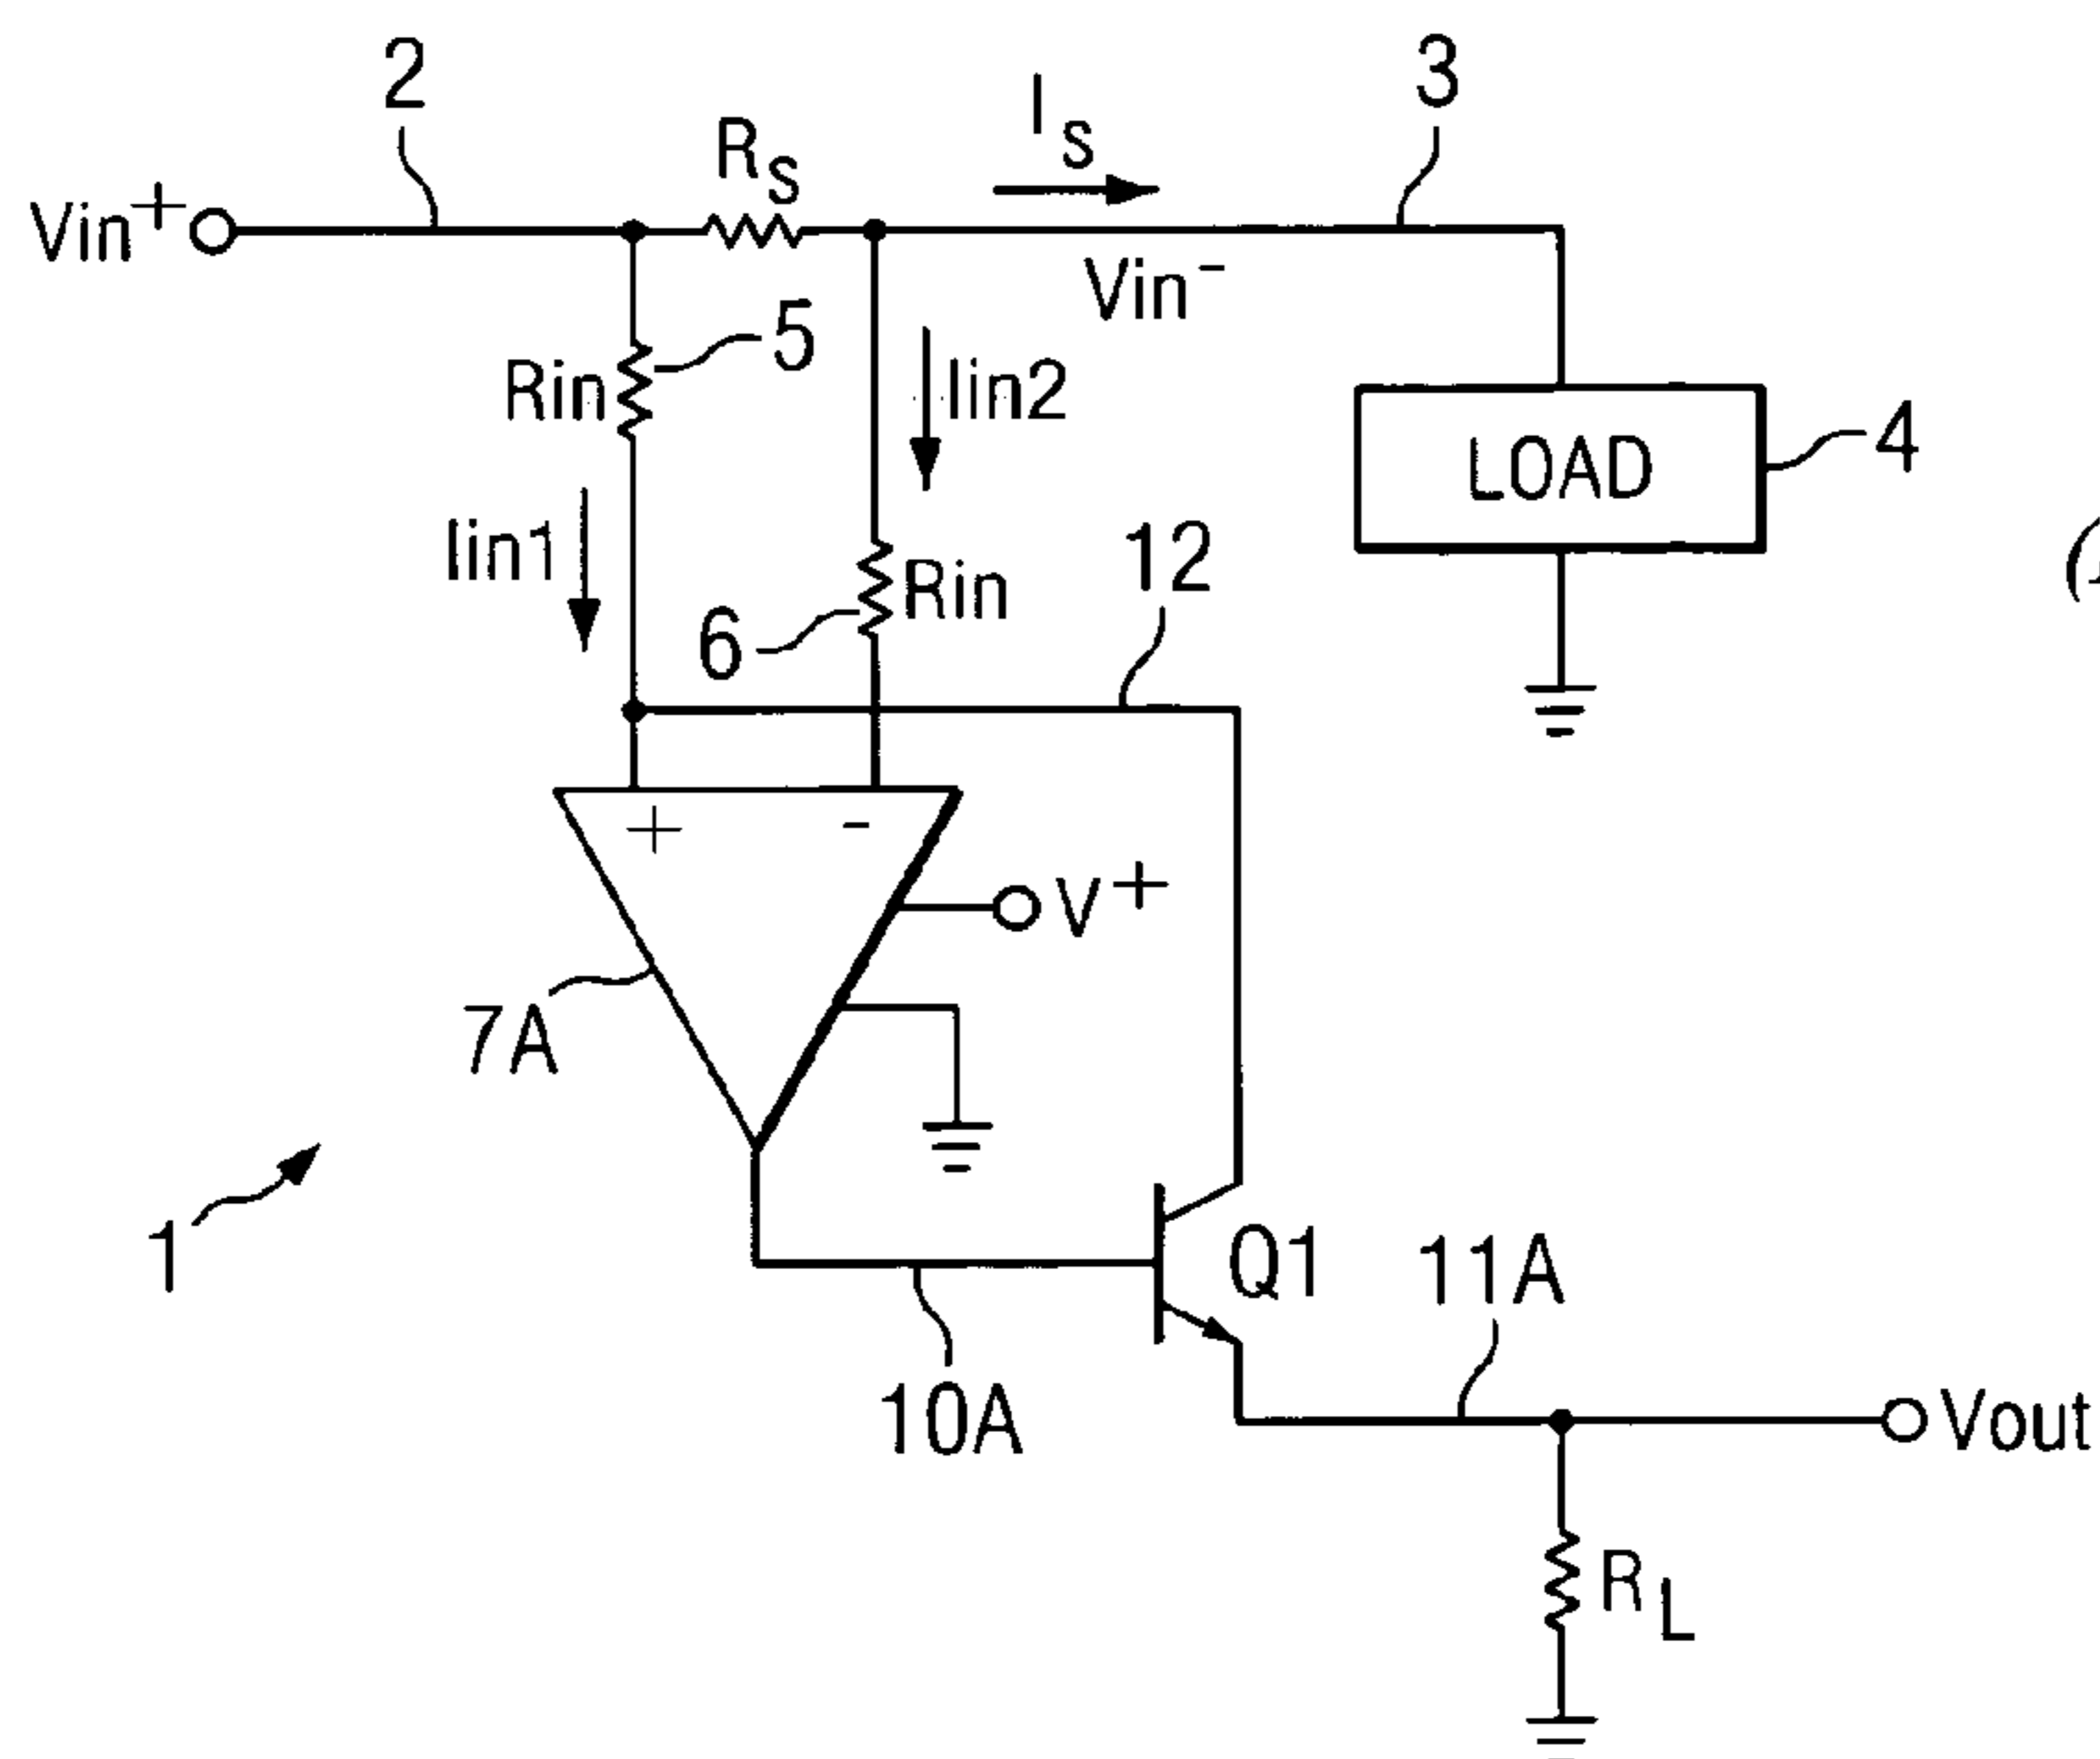 2
3
Vin+
RS
IS
Vin-
5
Rin
Iin2
LOAD
4
Iin1
12
6
Rin
+
-
V+
7A
1
Q1
11A
10A
Vout
RL